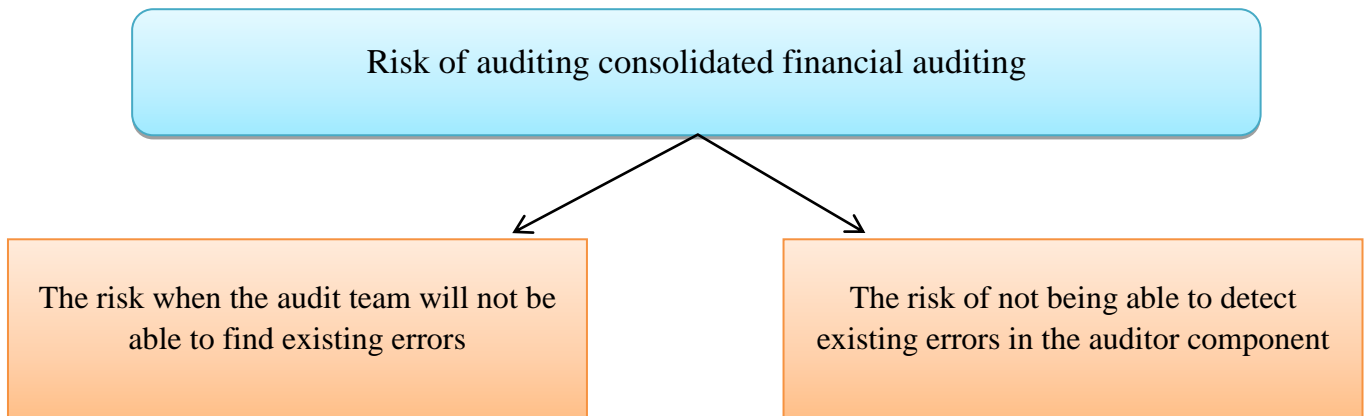 Risk of auditing consolidated financial auditing
The risk when the audit team will not be
able to find existing errors
The risk of not being able to detect
existing errors in the auditor component